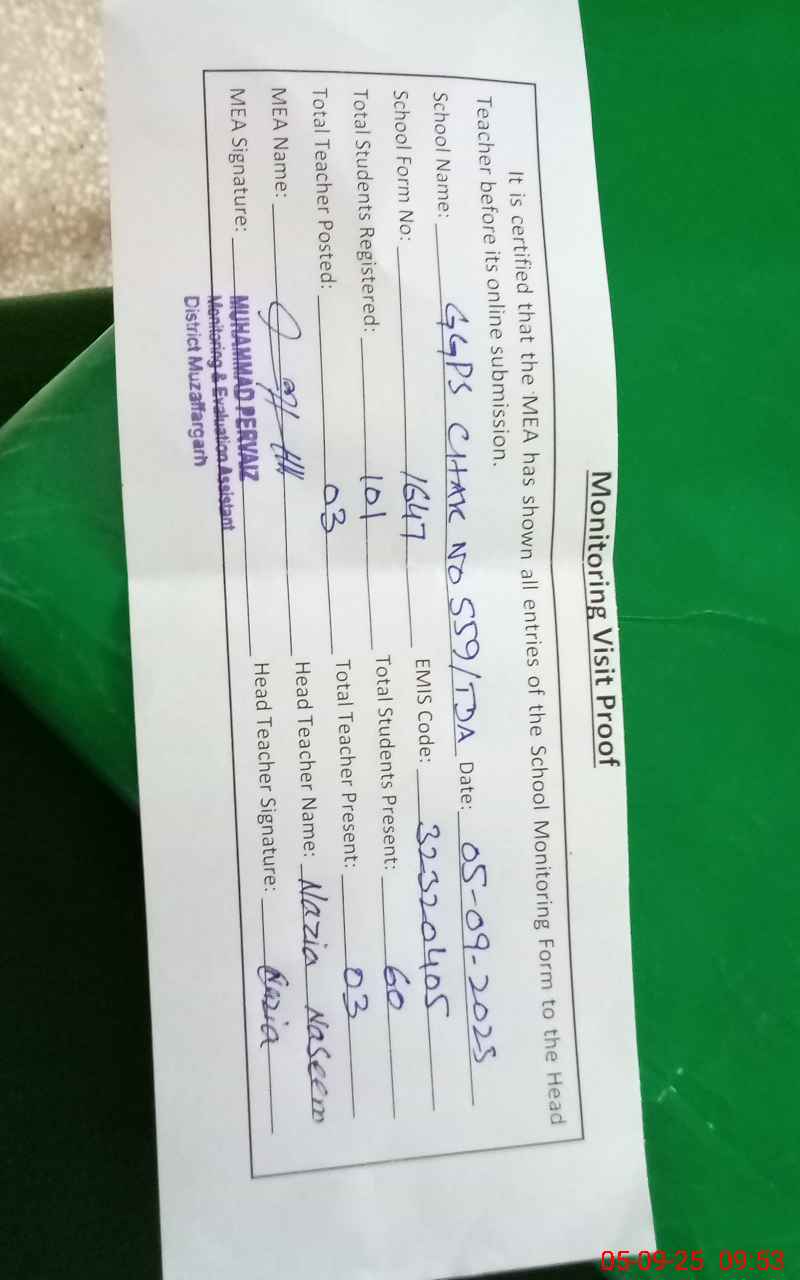 Monitoring Visit Proof
It is certified that the MEA has shown all entries of the School Monitoring Form to the Head
Teacher before its online submission.
School Name: GGPS CHAK NO 559/TDA Date: 05-09-2025
School Form No: 1647 EMIS Code: 32320405
Total Students Registered: 101 Total Students Present: 60
Total Teacher Posted: 03 Total Teacher Present: 03
MEA Name: Head Teacher Name: Nazia Naseem
MEA Signature: Head Teacher Signature: Nazia
MUHAMMAD PERVAIZ
Monitoring & Evaluation Assistant
District Muzaffargarh
05-09-25 09:53